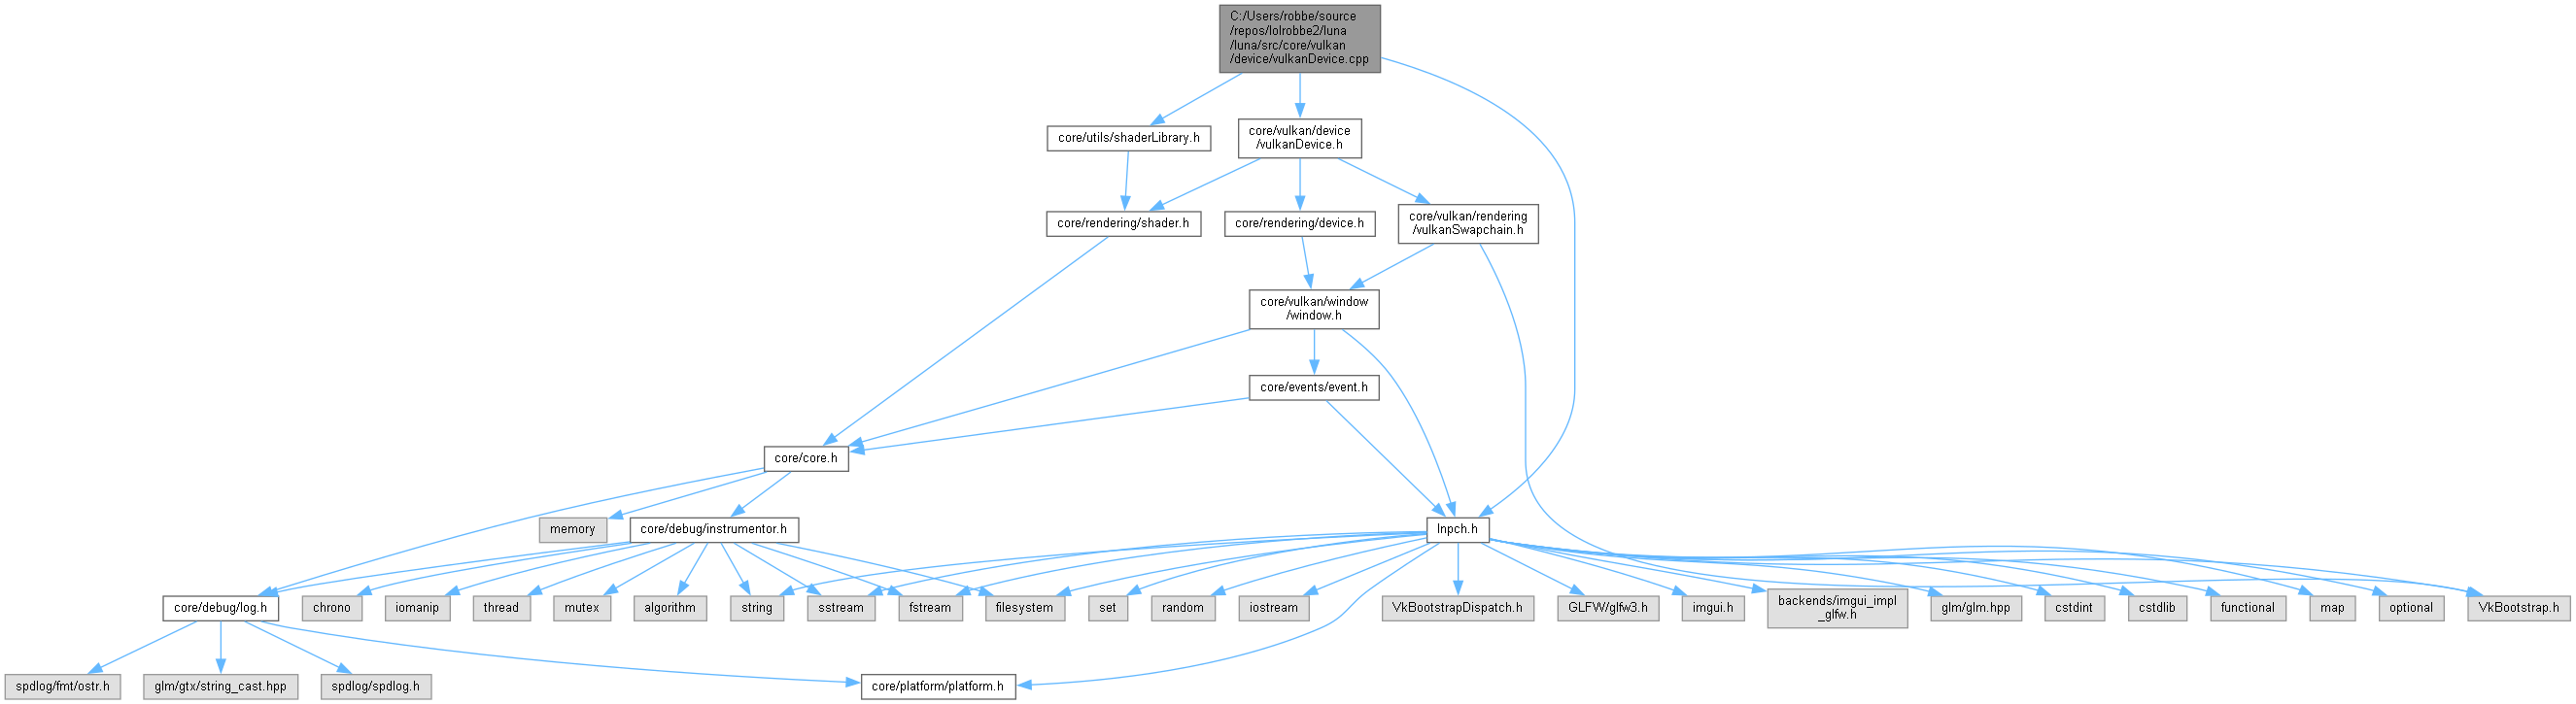 C:/Users/robbe/source
/repos/lolrobbe2/luna
/luna/src/core/vulkan
/device/vulkanDevice.cpp
core/utils/shaderLibrary.h
core/vulkan/device
/vulkanDevice.h
core/rendering/shader.h
core/rendering/device.h
core/vulkan/rendering
/vulkanSwapchain.h
core/vulkan/window
/window.h
core/events/event.h
core/core.h
memory
core/debug/instrumentor.h
lnpch.h
core/debug/log.h
chrono
iomanip
thread
mutex
algorithm
string
sstream
fstream
filesystem
set
random
iostream
VkBootstrapDispatch.h
GLFW/glfw3.h
imgui.h
backends/imgui_impl
_glfw.h
glm/glm.hpp
cstdint
cstdlib
functional
map
optional
VkBootstrap.h
spdlog/fmt/ostr.h
glm/gtx/string_cast.hpp
spdlog/spdlog.h
core/platform/platform.h